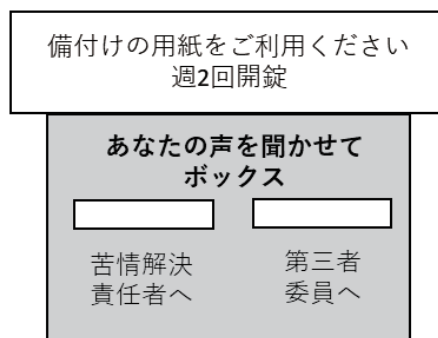 備付けの用紙をご利用ください
週2回開錠
あなたの声を聞かせて
ボックス
苦情解決
責任者へ
第三者
委員へ